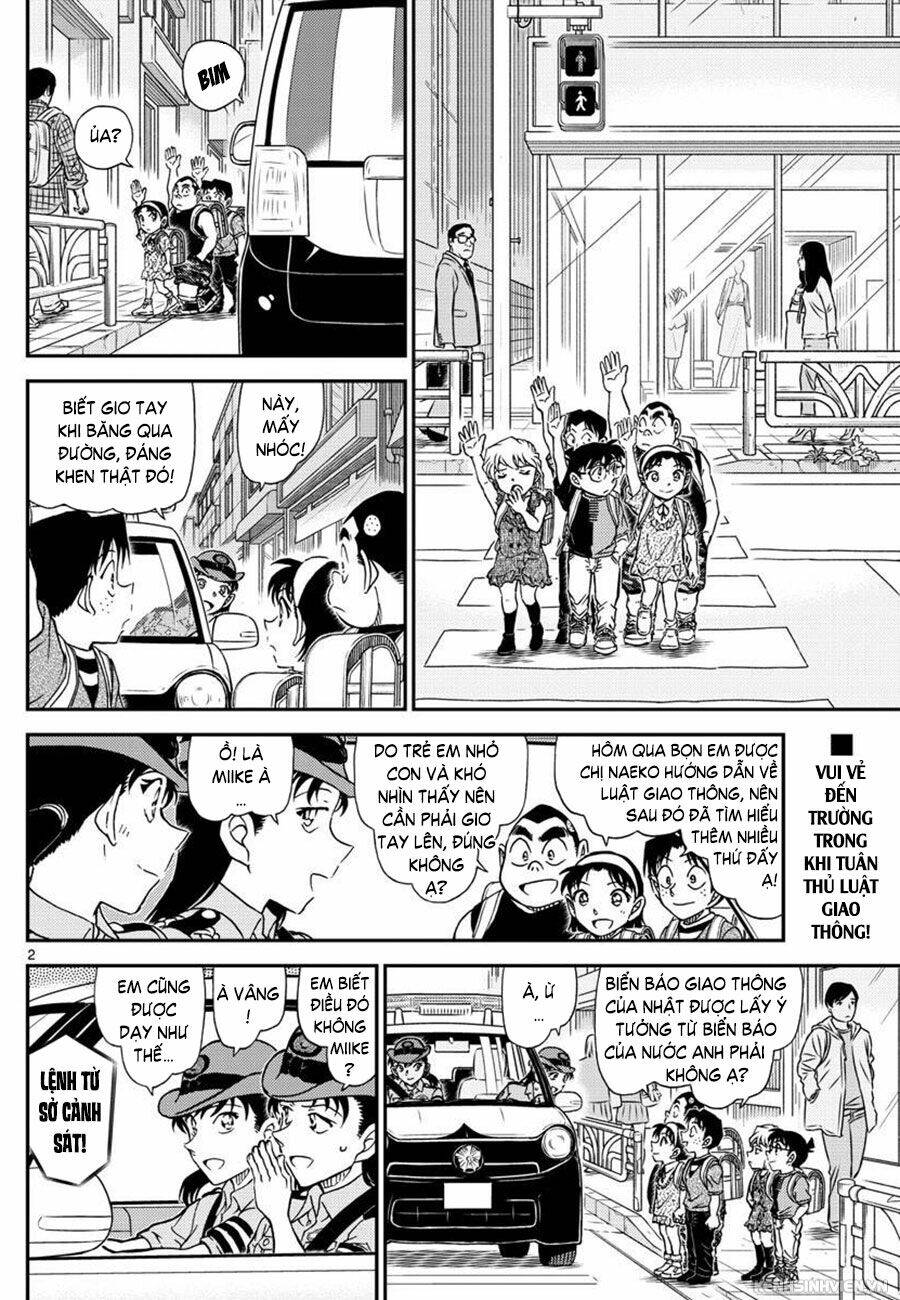 BIM
ỦA?
NÀY,
MẤY
NHÓC!
BIẾT GIƠ TAY
KHI BĂNG QUA
ĐƯỜNG, ĐÁNG
KHEN THẬT ĐÓ!
VUI VẺ
ĐẾN
TRƯỜNG
TRONG
KHI TUÂN
THỦ LUẬT
GIAO
THÔNG!
HÔM QUA BỌN EM ĐƯỢC
CHỊ NAEKO HƯỚNG DẪN VỀ
LUẬT GIAO THÔNG, NÊN
SAU ĐÓ ĐÃ TÌM HIỂU
THÊM NHIỀU
THỨ ĐẤY
Ạ!
DO TRẺ EM NHỎ
CON VÀ KHÓ
NHÌN THẤY NÊN
CẦN PHẢI GIƠ
TAY LÊN, ĐÚNG
KHÔNG
Ạ?
Ồ! LÀ
MIIKE À
...
2
BIỂN BÁO GIAO THÔNG
CỦA NHẬT ĐƯỢC LẤY Ý
TƯỞNG TỪ BIỂN BÁO
CỦA NƯỚC ANH PHẢI
KHÔNG Ạ?
À, Ừ
...
EM BIẾT
ĐIỀU ĐÓ
KHÔNG
MIIKE
?
À VÂNG
!
EM CŨNG
ĐƯỢC
DẠY NHƯ
THẾ...
LỆNH TỪ
SỞ CẢNH
SÁT!
KENHSINHVIEN.VN